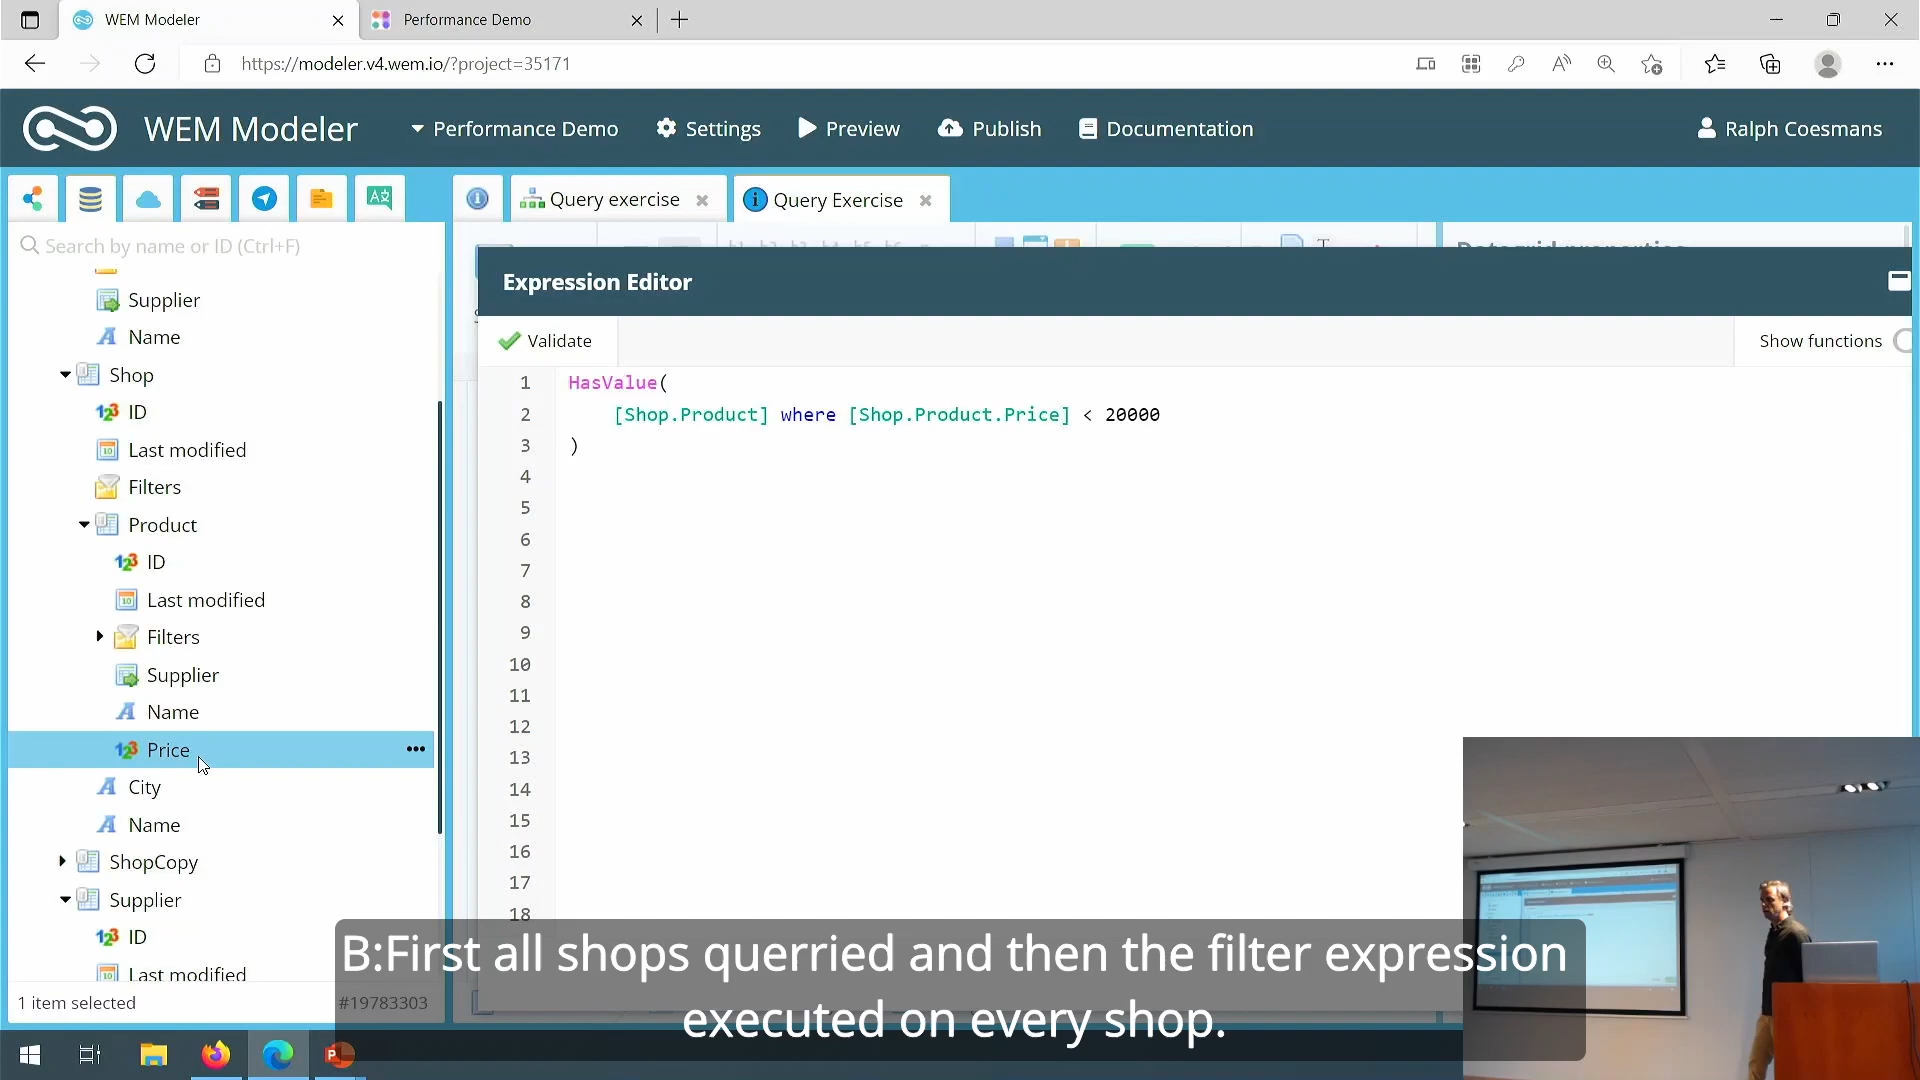 WEM Modeler
Performance Demo
https://modeler.v4.wem.io/?project=35171
WEM Modeler
Performance Demo
Settings
Preview
Publish
Documentation
Ralph Coesmans
Query exercise
Query Exercise
Search by name or ID (Ctrl+F)
Supplier
Name
Shop
ID
Last modified
Filters
Product
ID
Last modified
Filters
Supplier
Name
Price
City
Name
ShopCopy
Supplier
ID
Last modified
1 item selected
#19783303
Datagrid properties
Expression Editor
Validate
Show functions
1 HasValue(
2 [Shop.Product] where [Shop.Product.Price] < 20000
3 )
4
5
6
7
8
9
10
11
12
13
14
15
16
17
18
B:First all shops querried and then the filter expression
executed on every shop.